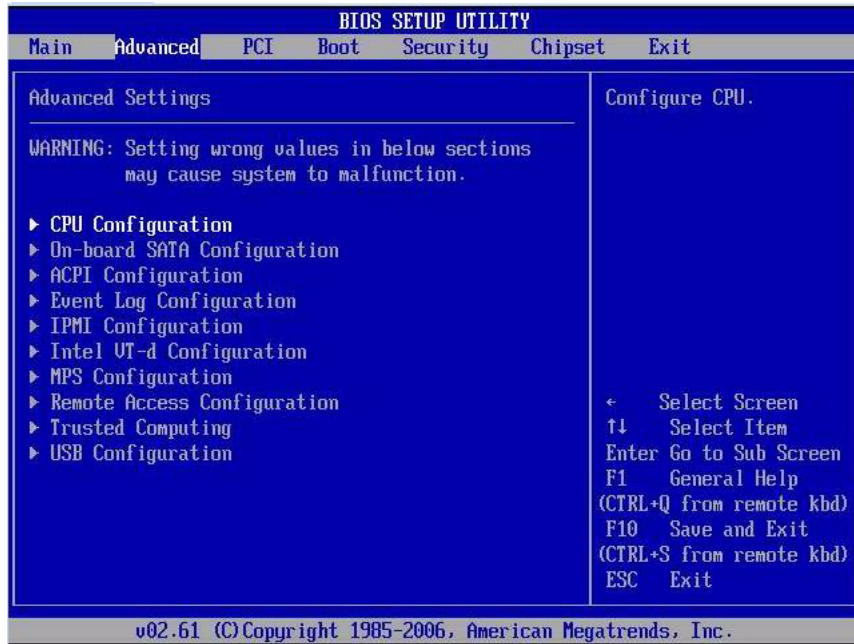 BIOS SETUP UTILITY
Main Advanced PCI Boot Security Chipset Exit
Advanced Settings
WARNING: Setting wrong values in below sections
may cause system to malfunction.
▶ CPU Configuration
▶ On-board SATA Configuration
▶ ACPI Configuration
▶ Event Log Configuration
▶ IPMI Configuration
▶ Intel VT-d Configuration
▶ MPS Configuration
▶ Remote Access Configuration
▶ Trusted Computing
▶ USB Configuration
Configure CPU.
← Select Screen
↑↓ Select Item
Enter Go to Sub Screen
F1 General Help
(CTRL+Q from remote kbd)
F10 Save and Exit
(CTRL+S from remote kbd)
ESC Exit
v02.61 (C)Copyright 1985-2006, American Megatrends, Inc.